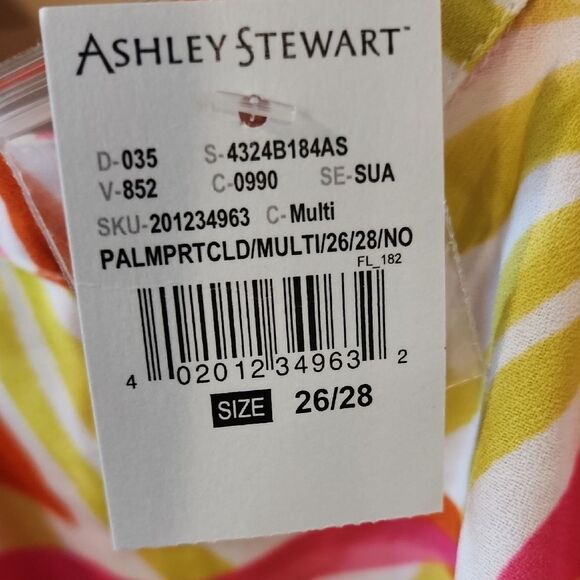 ASHLEY STEWART™
D-035 S-4324B184AS
V-852 C-0990 SE-SUA
SKU-201234963 C-Multi
PALMPRTCLD/MULTI/26/28/NO
FL_182
4 02012 34963 2
SIZE 26/28